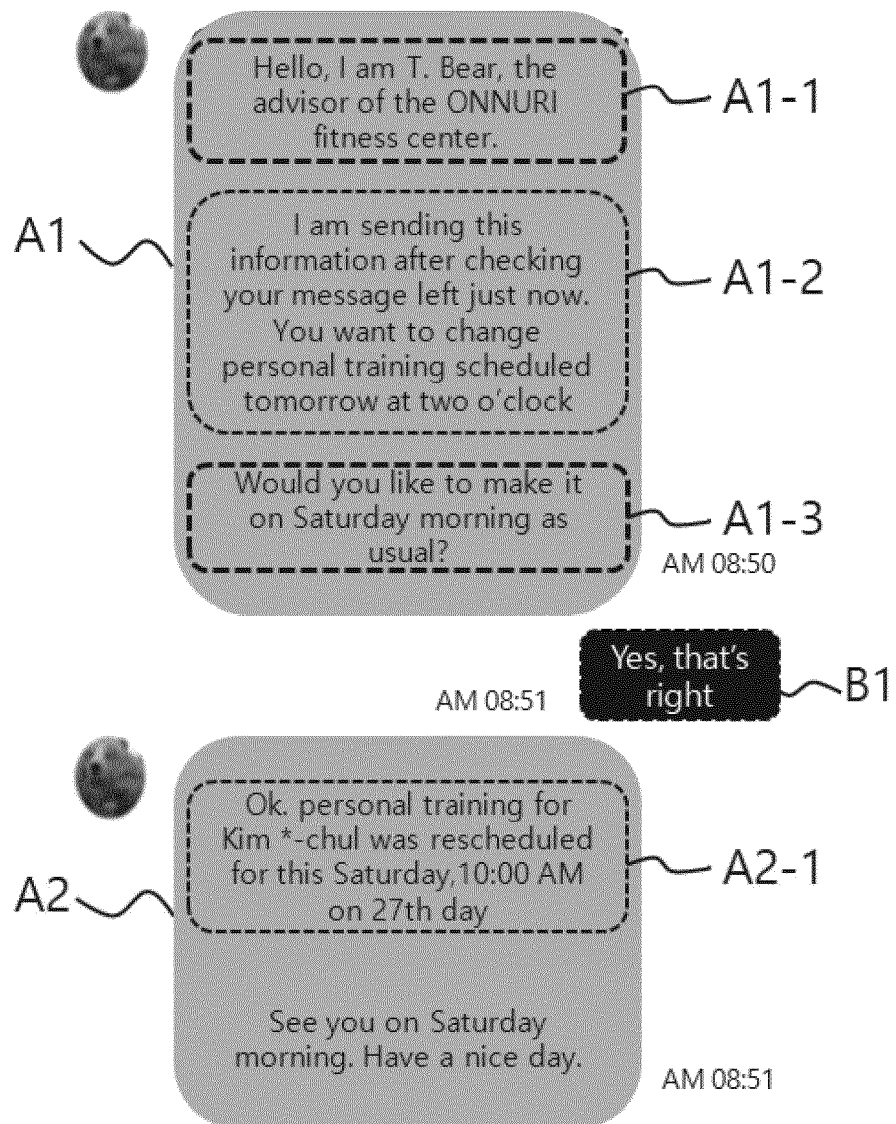 Hello, I am T. Bear, the
advisor of the ONNURI
fitness center.
A1-1
A1
I am sending this
information after checking
your message left just now.
You want to change
personal training scheduled
tomorrow at two o'clock
A1-2
Would you like to make it
on Saturday morning as
usual?
A1-3
AM 08:50
Yes, that's
right
B1
AM 08:51
Ok. personal training for
Kim *-chul was rescheduled
for this Saturday,10:00 AM
on 27th day
A2-1
A2
See you on Saturday
morning. Have a nice day.
AM 08:51